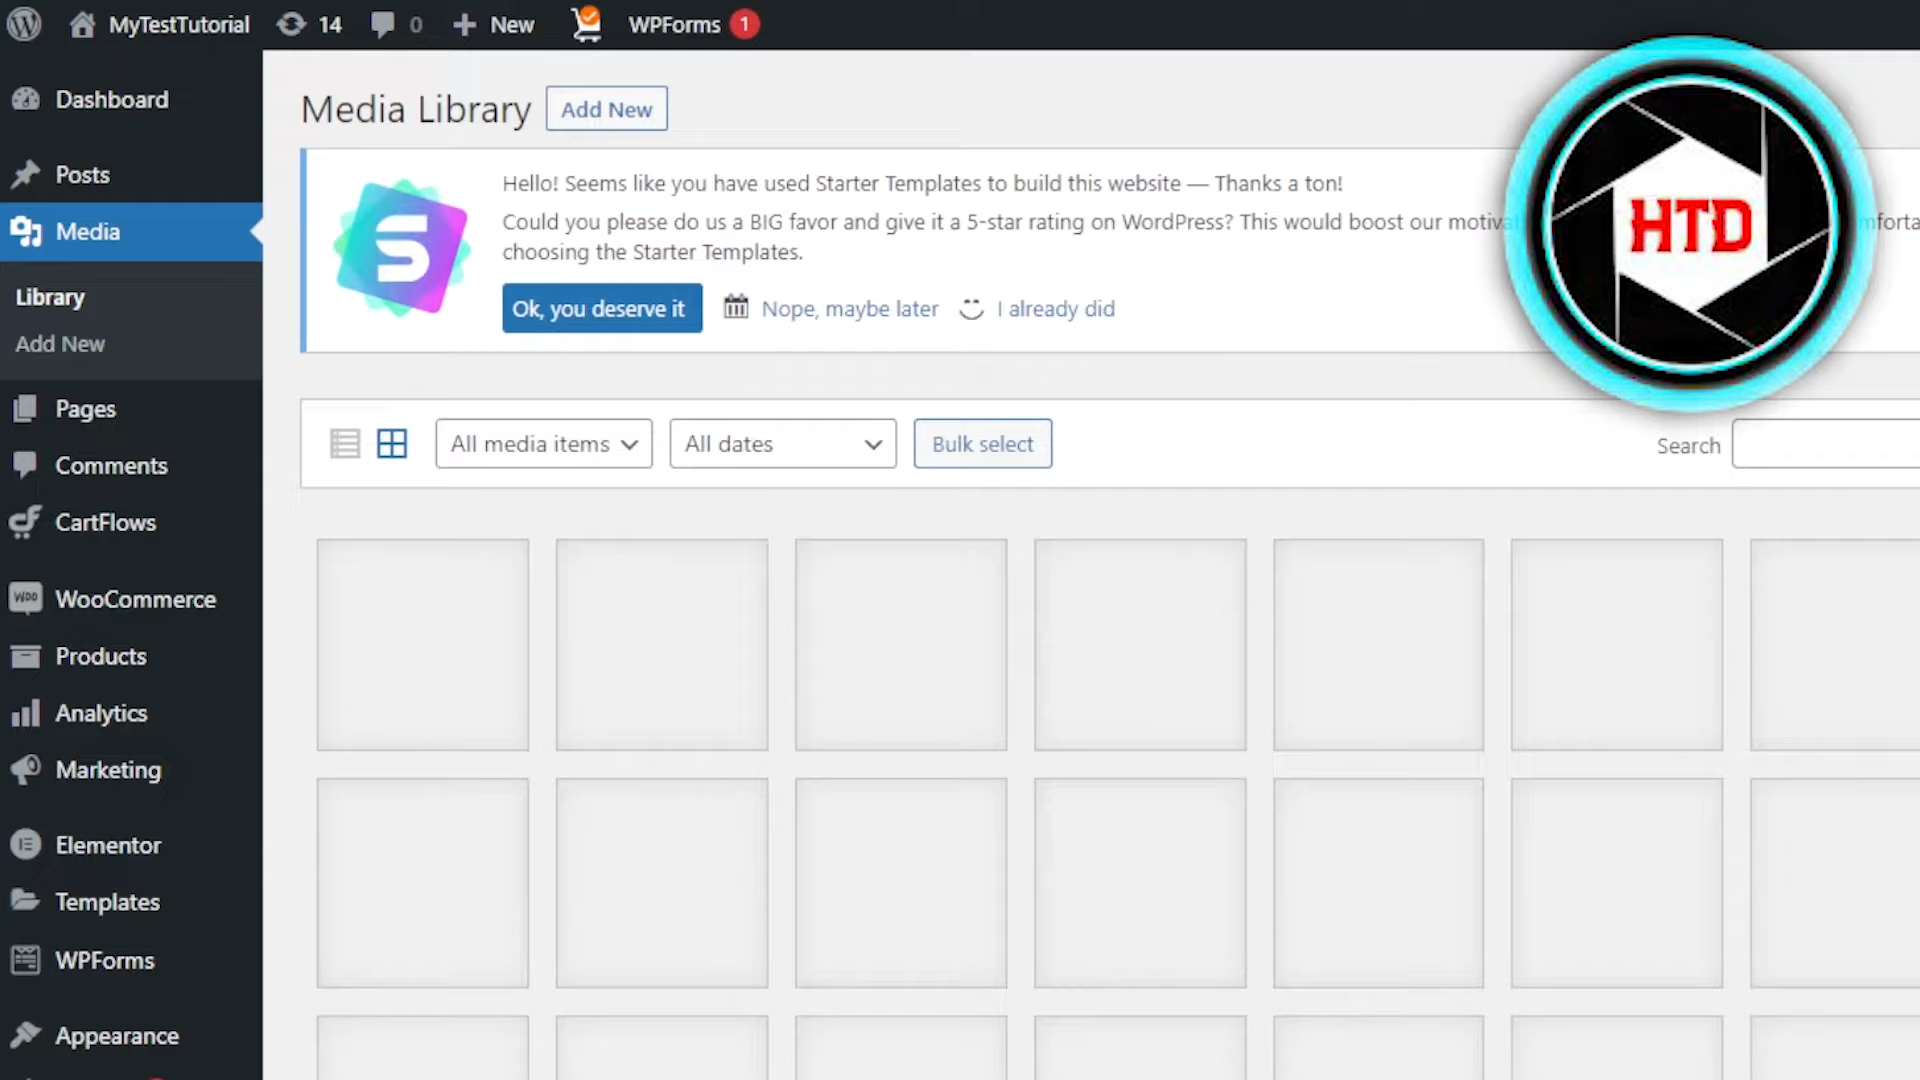 MyTestTutorial 14 0 New WPForms 1
Dashboard
Posts
Media
Library
Add New
Pages
Comments
CartFlows
WooCommerce
Products
Analytics
Marketing
Elementor
Templates
WPForms
Appearance
Media Library Add New
Hello! Seems like you have used Starter Templates to build this website — Thanks a ton!
Could you please do us a BIG favor and give it a 5-star rating on WordPress? This would boost our motivat mforta
choosing the Starter Templates.
Ok, you deserve it Nope, maybe later I already did
All media items All dates Bulk select Search
HTD